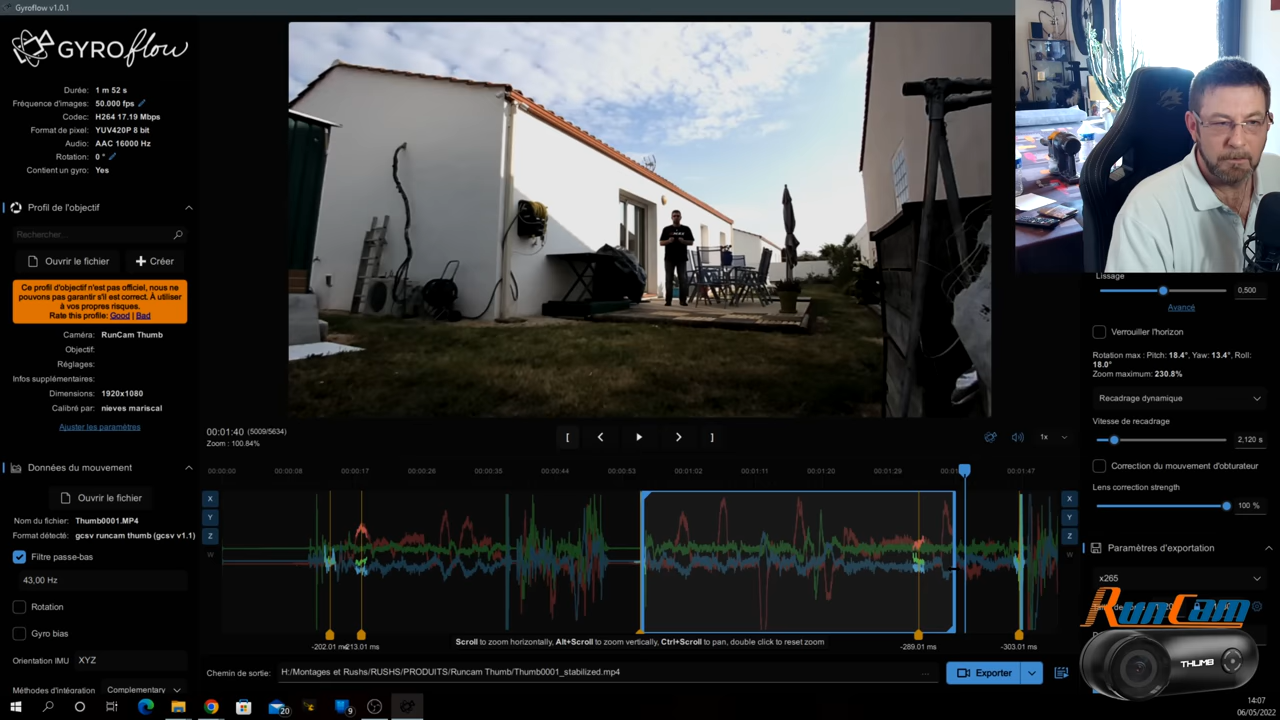 Gyroflow v1.0.1
GYROflow
Durée: 1 m 52 s
Fréquence d'images: 50.000 fps
Codec: H264 17.19 Mbps
Format de pixel: YUV420P 8 bit
Audio: AAC 16000 Hz
Rotation: 0 °
Contient un gyro: Yes
Profil de l'objectif
Rechercher...
Ouvrir le fichier
Créer
Ce profil d'objectif n'est pas officiel, nous ne
pouvons pas garantir s'il est correct. À utiliser
à vos propres risques.
Rate this profile: Good | Bad
Caméra: RunCam Thumb
Objectif:
Réglages:
Infos supplémentaires:
Dimensions: 1920x1080
Calibré par: nieves mariscal
Ajuster les paramètres
Données du mouvement
Ouvrir le fichier
Nom du fichier: Thumb0001.MP4
Format détecté: gcsv runcam thumb (gcsv v1.1)
Filtre passe-bas
43,00 Hz
Rotation
Gyro bias
Orientation IMU XYZ
Méthodes d'intégration Complementary
00:01:40 (5009/5634)
Zoom : 100.84%
[ ]
1x
00:00:00 00:00:08 00:00:17 00:00:26 00:00:35 00:00:44 00:00:53 00:01:02 00:01:11 00:01:20 00:01:29 00:01:47
X X
Y Y
Z Z
W W
Scroll to zoom horizontally, Alt+Scroll to zoom vertically, Ctrl+Scroll to pan, double click to reset zoom
-289.01 ms -303.01 ms
Chemin de sortie: H:/Montages et Rushs/RUSHS/PRODUITS/Runcam Thumb/Thumb0001_stabilized.mp4
...
Exporter
Lissage
0,500
Avancé
Verrouiller l'horizon
Rotation max : Pitch: 18.4°, Yaw: 13.4°, Roll:
18.0°
Zoom maximum: 230.8%
Recadrage dynamique
Vitesse de recadrage
2,120 s
Correction du mouvement d'obturateur
Lens correction strength
100 %
Paramètres d'exportation
x265
RunCam
THUMB
20
9
14:07
06/05/2022